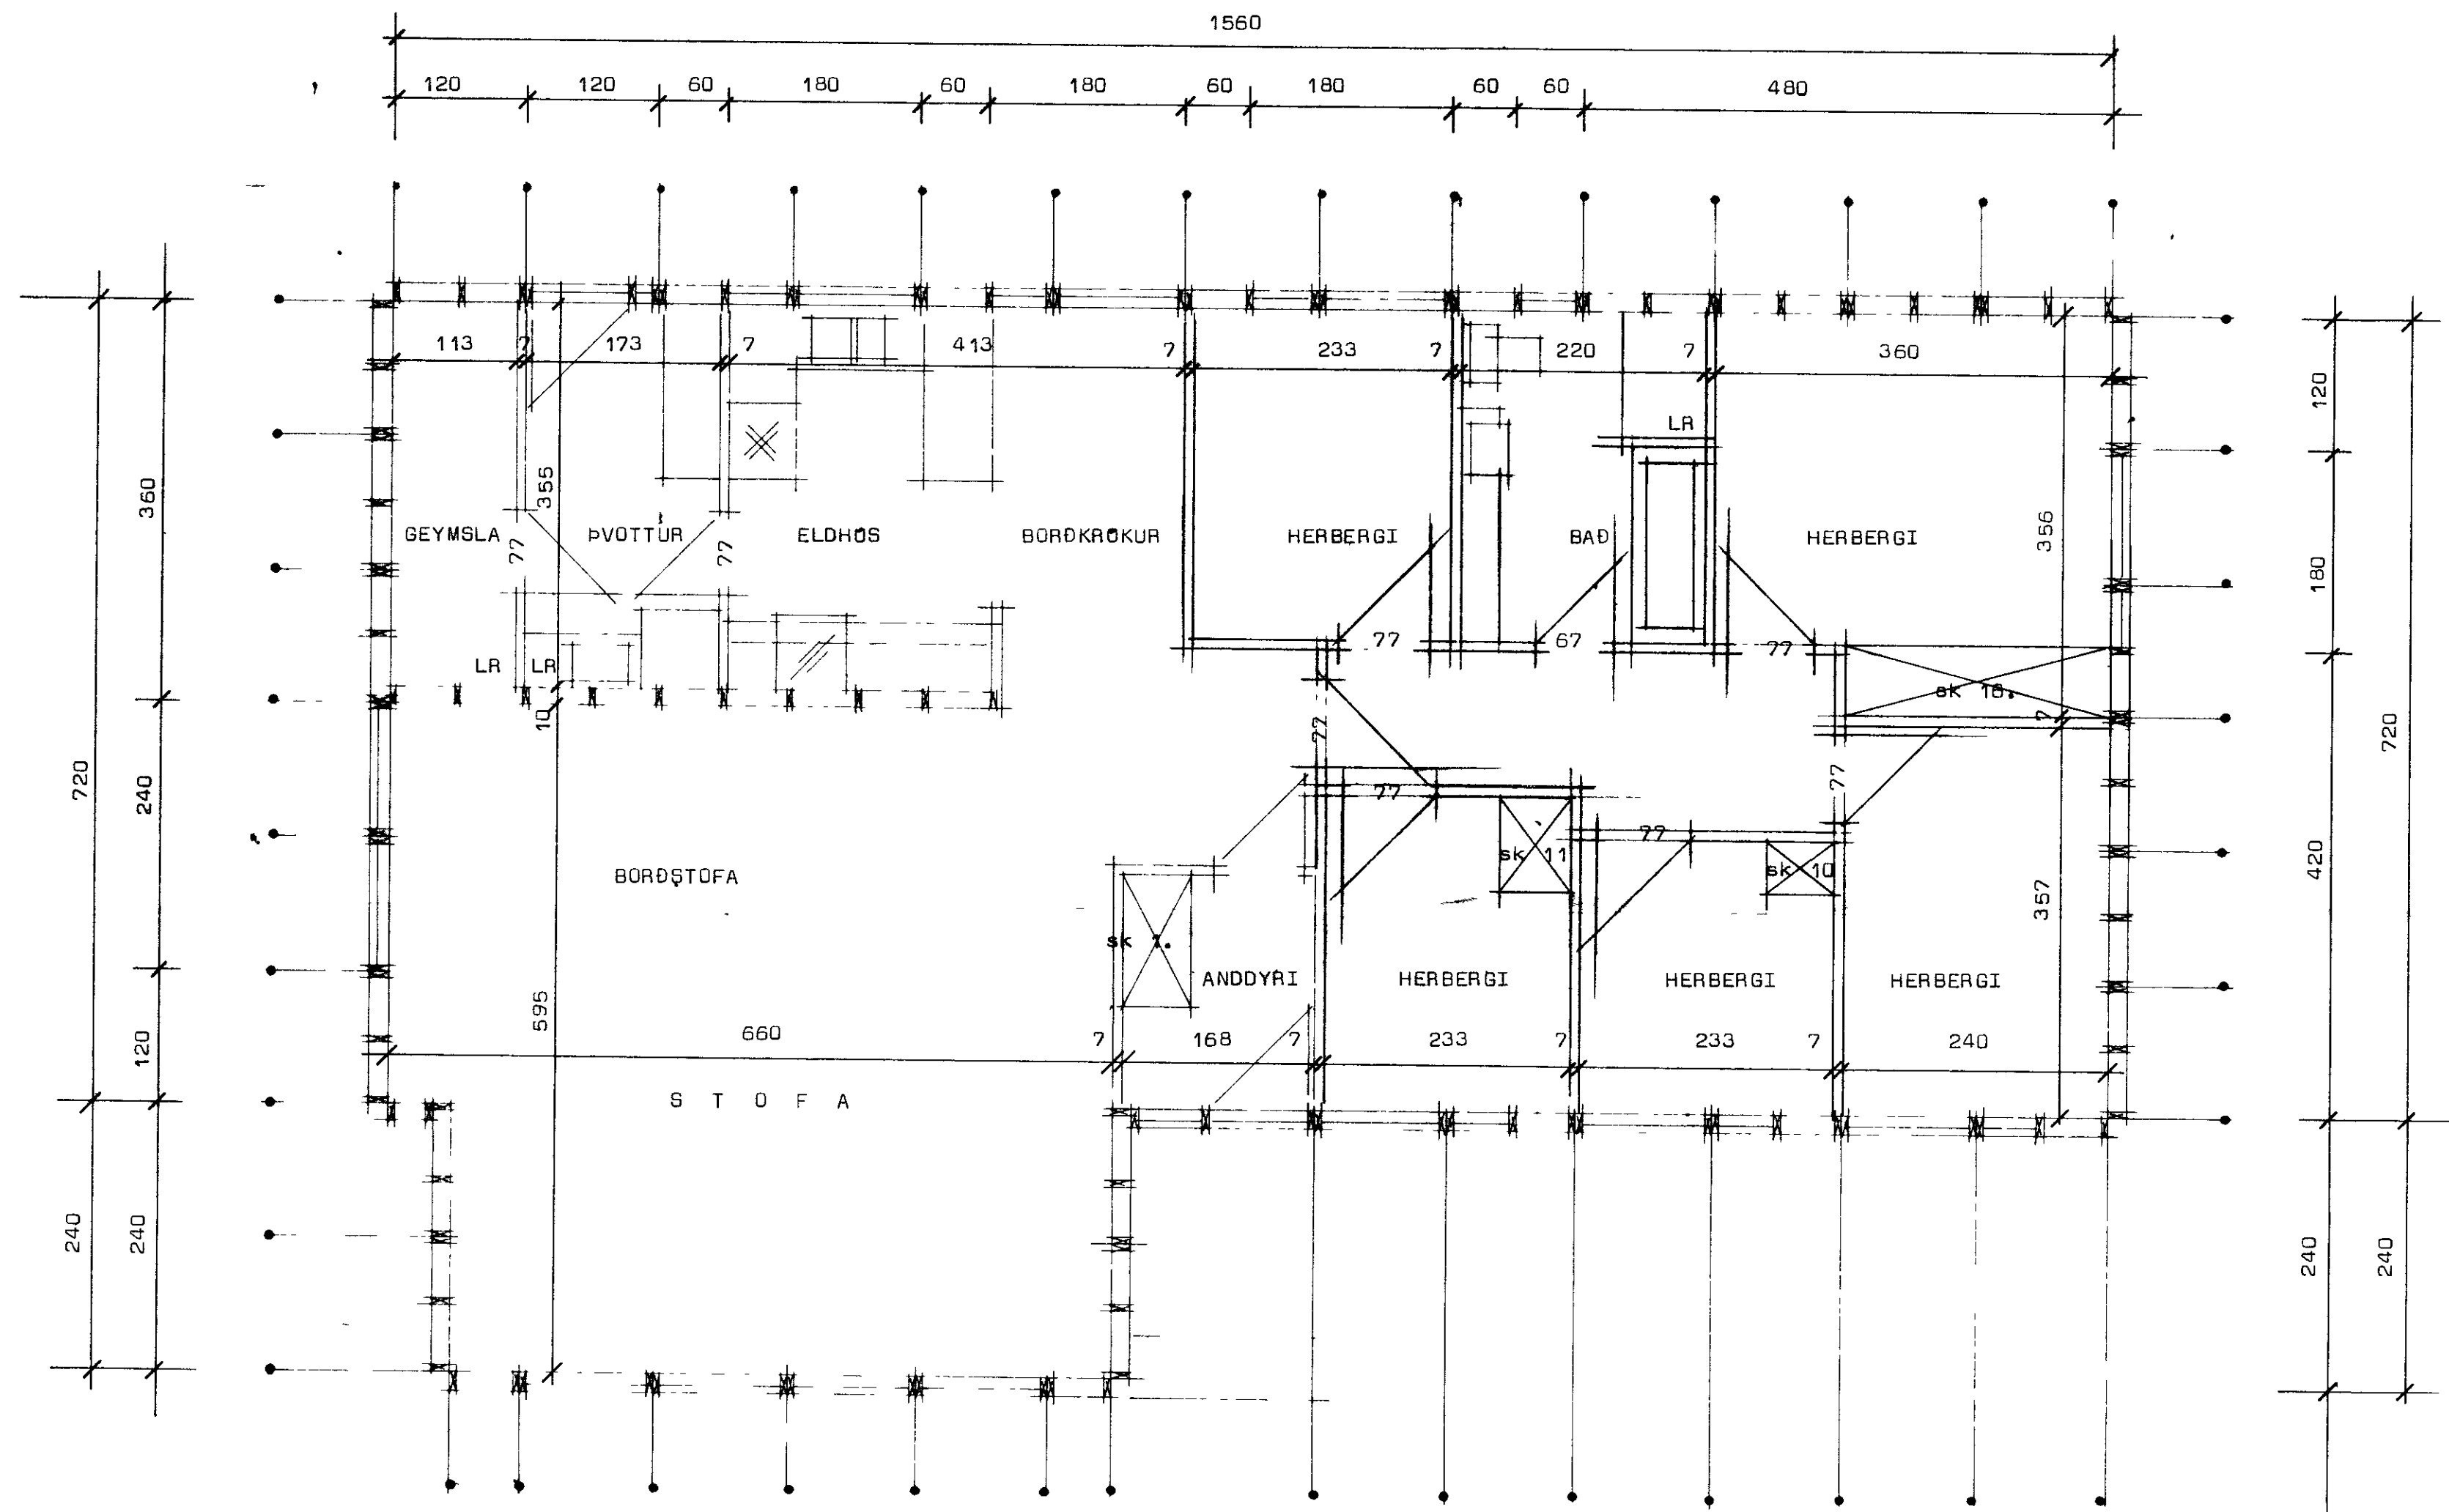 1560
120 120 60 180 60 180 60 180 60 60 480
113 7 173 7 413 7 233 7 220 7 360
LR
355
360
77
77
GEYMSLA ÞVOTTUR ELDHÚS BORÐKRÓKUR HERBERGI BAÐ HERBERGI
356
120
180
77 67 77
LR LR
sk 18.
7
10
77
720
240
77
77
77
720
sk 11
sk 10
420
BORÐSTOFA
357
sk 1.
ANDDYRI HERBERGI HERBERGI HERBERGI
595
120
660 7 168 7 233 7 233 7 240
S T O F A
240
240
240
240